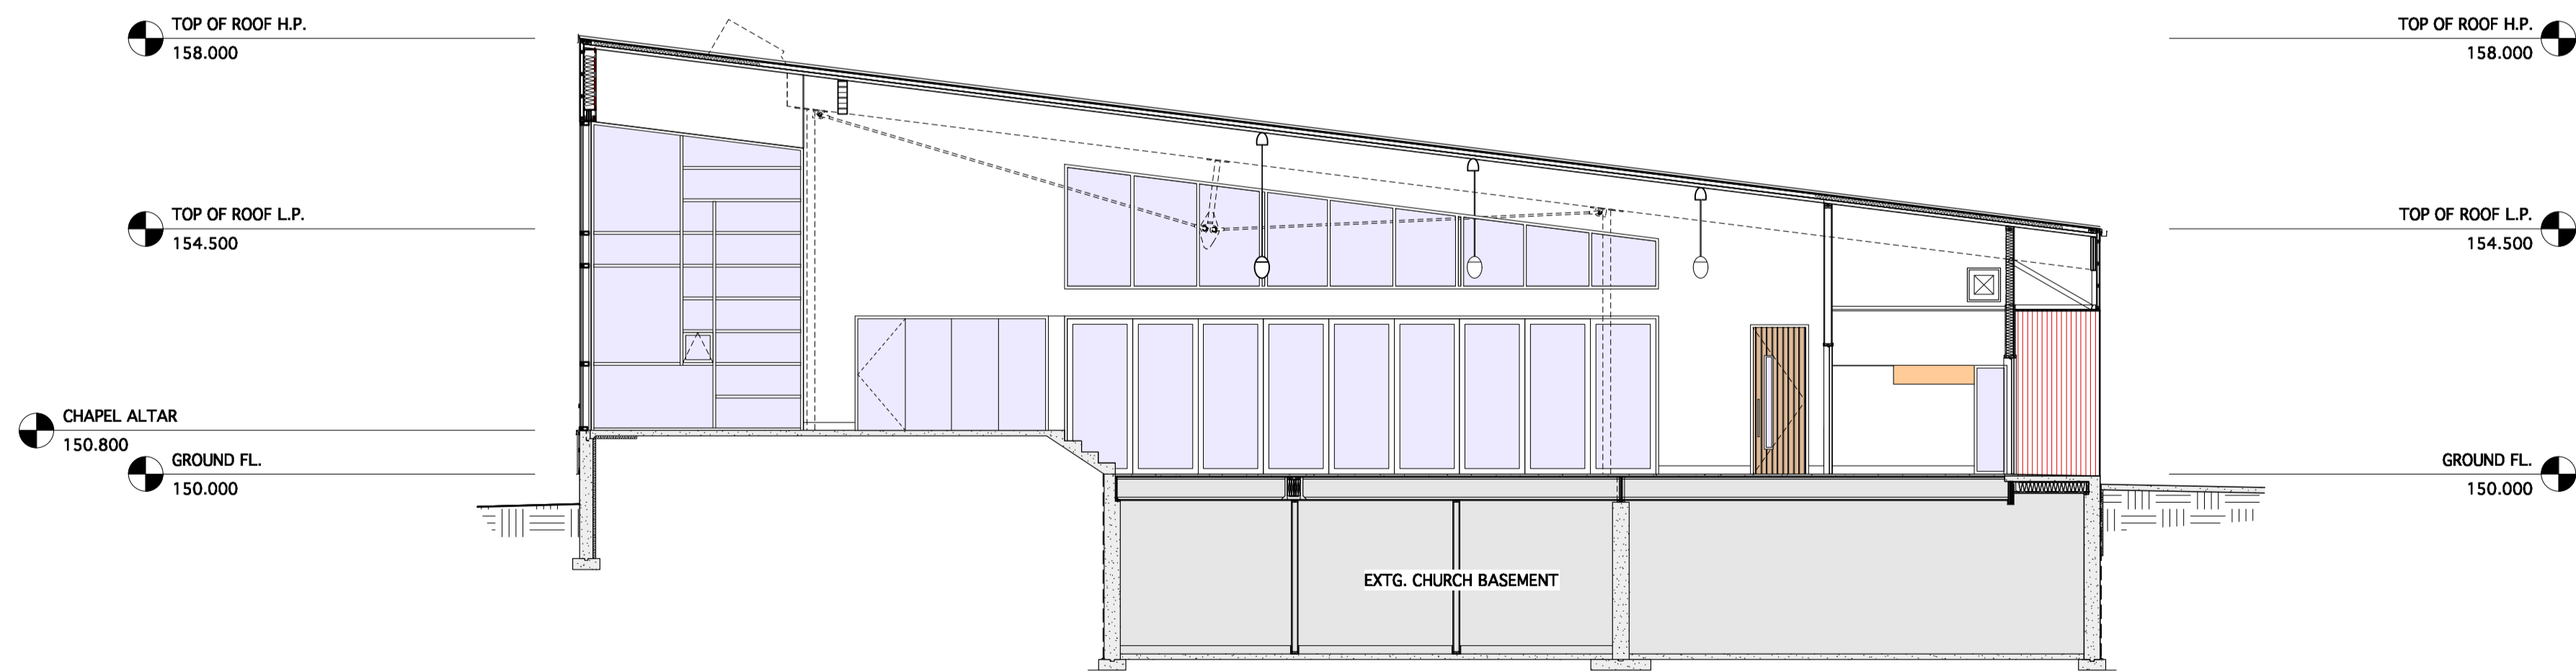 TOP OF ROOF H.P.
158.000
TOP OF ROOF H.P.
158.000
TOP OF ROOF L.P.
154.500
TOP OF ROOF L.P.
154.500
CHAPEL ALTAR
150.800
GROUND FL.
150.000
GROUND FL.
150.000
EXTG. CHURCH BASEMENT